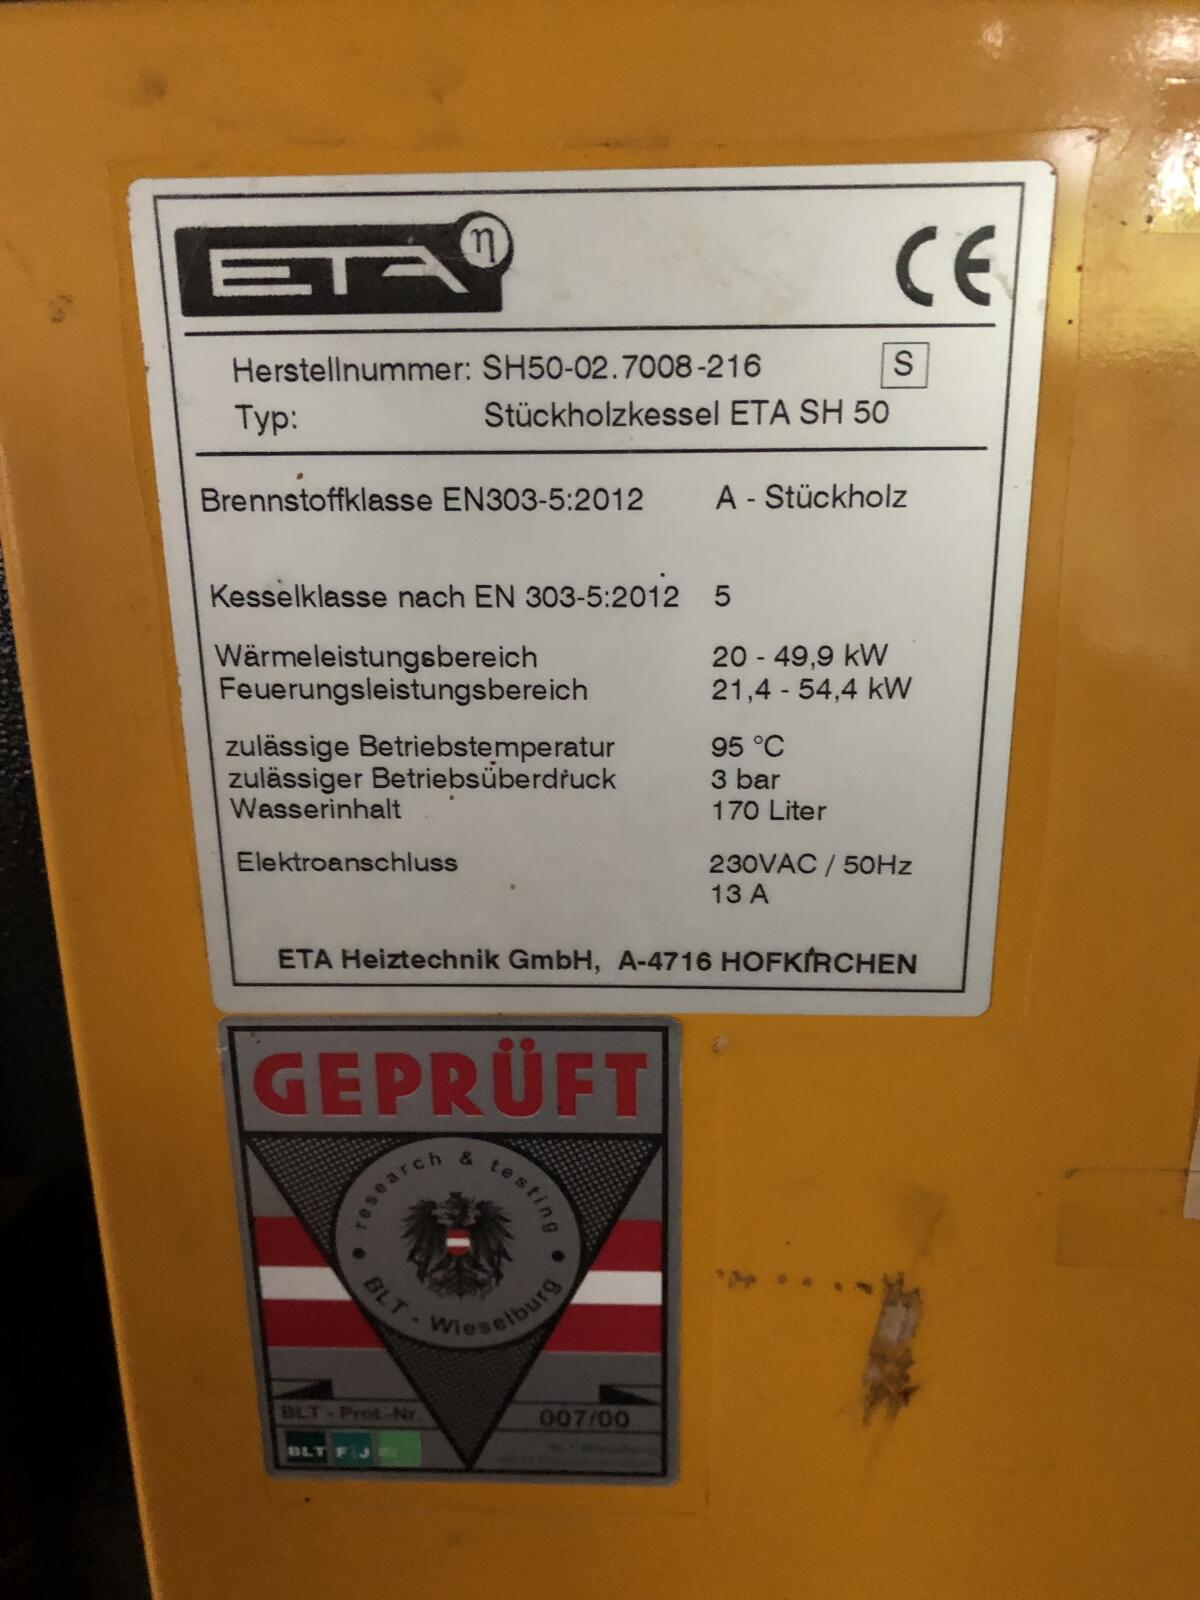 ETA η
CE
Herstellnummer: SH50-02.7008-216 S
Typ: Stückholzkessel ETA SH 50
Brennstoffklasse EN303-5:2012 A - Stückholz
Kesselklasse nach EN 303-5:2012 5
Wärmeleistungsbereich 20 - 49,9 kW
Feuerungsleistungsbereich 21,4 - 54,4 kW
zulässige Betriebstemperatur 95 °C
zulässiger Betriebsüberdruck 3 bar
Wasserinhalt 170 Liter
Elektroanschluss 230VAC / 50Hz
13 A
ETA Heiztechnik GmbH, A-4716 HOFKIRCHEN
GEPRÜFT
research & testing
BLT - Wieselburg
BLT - Prot.-Nr. 007/00
BLT F J